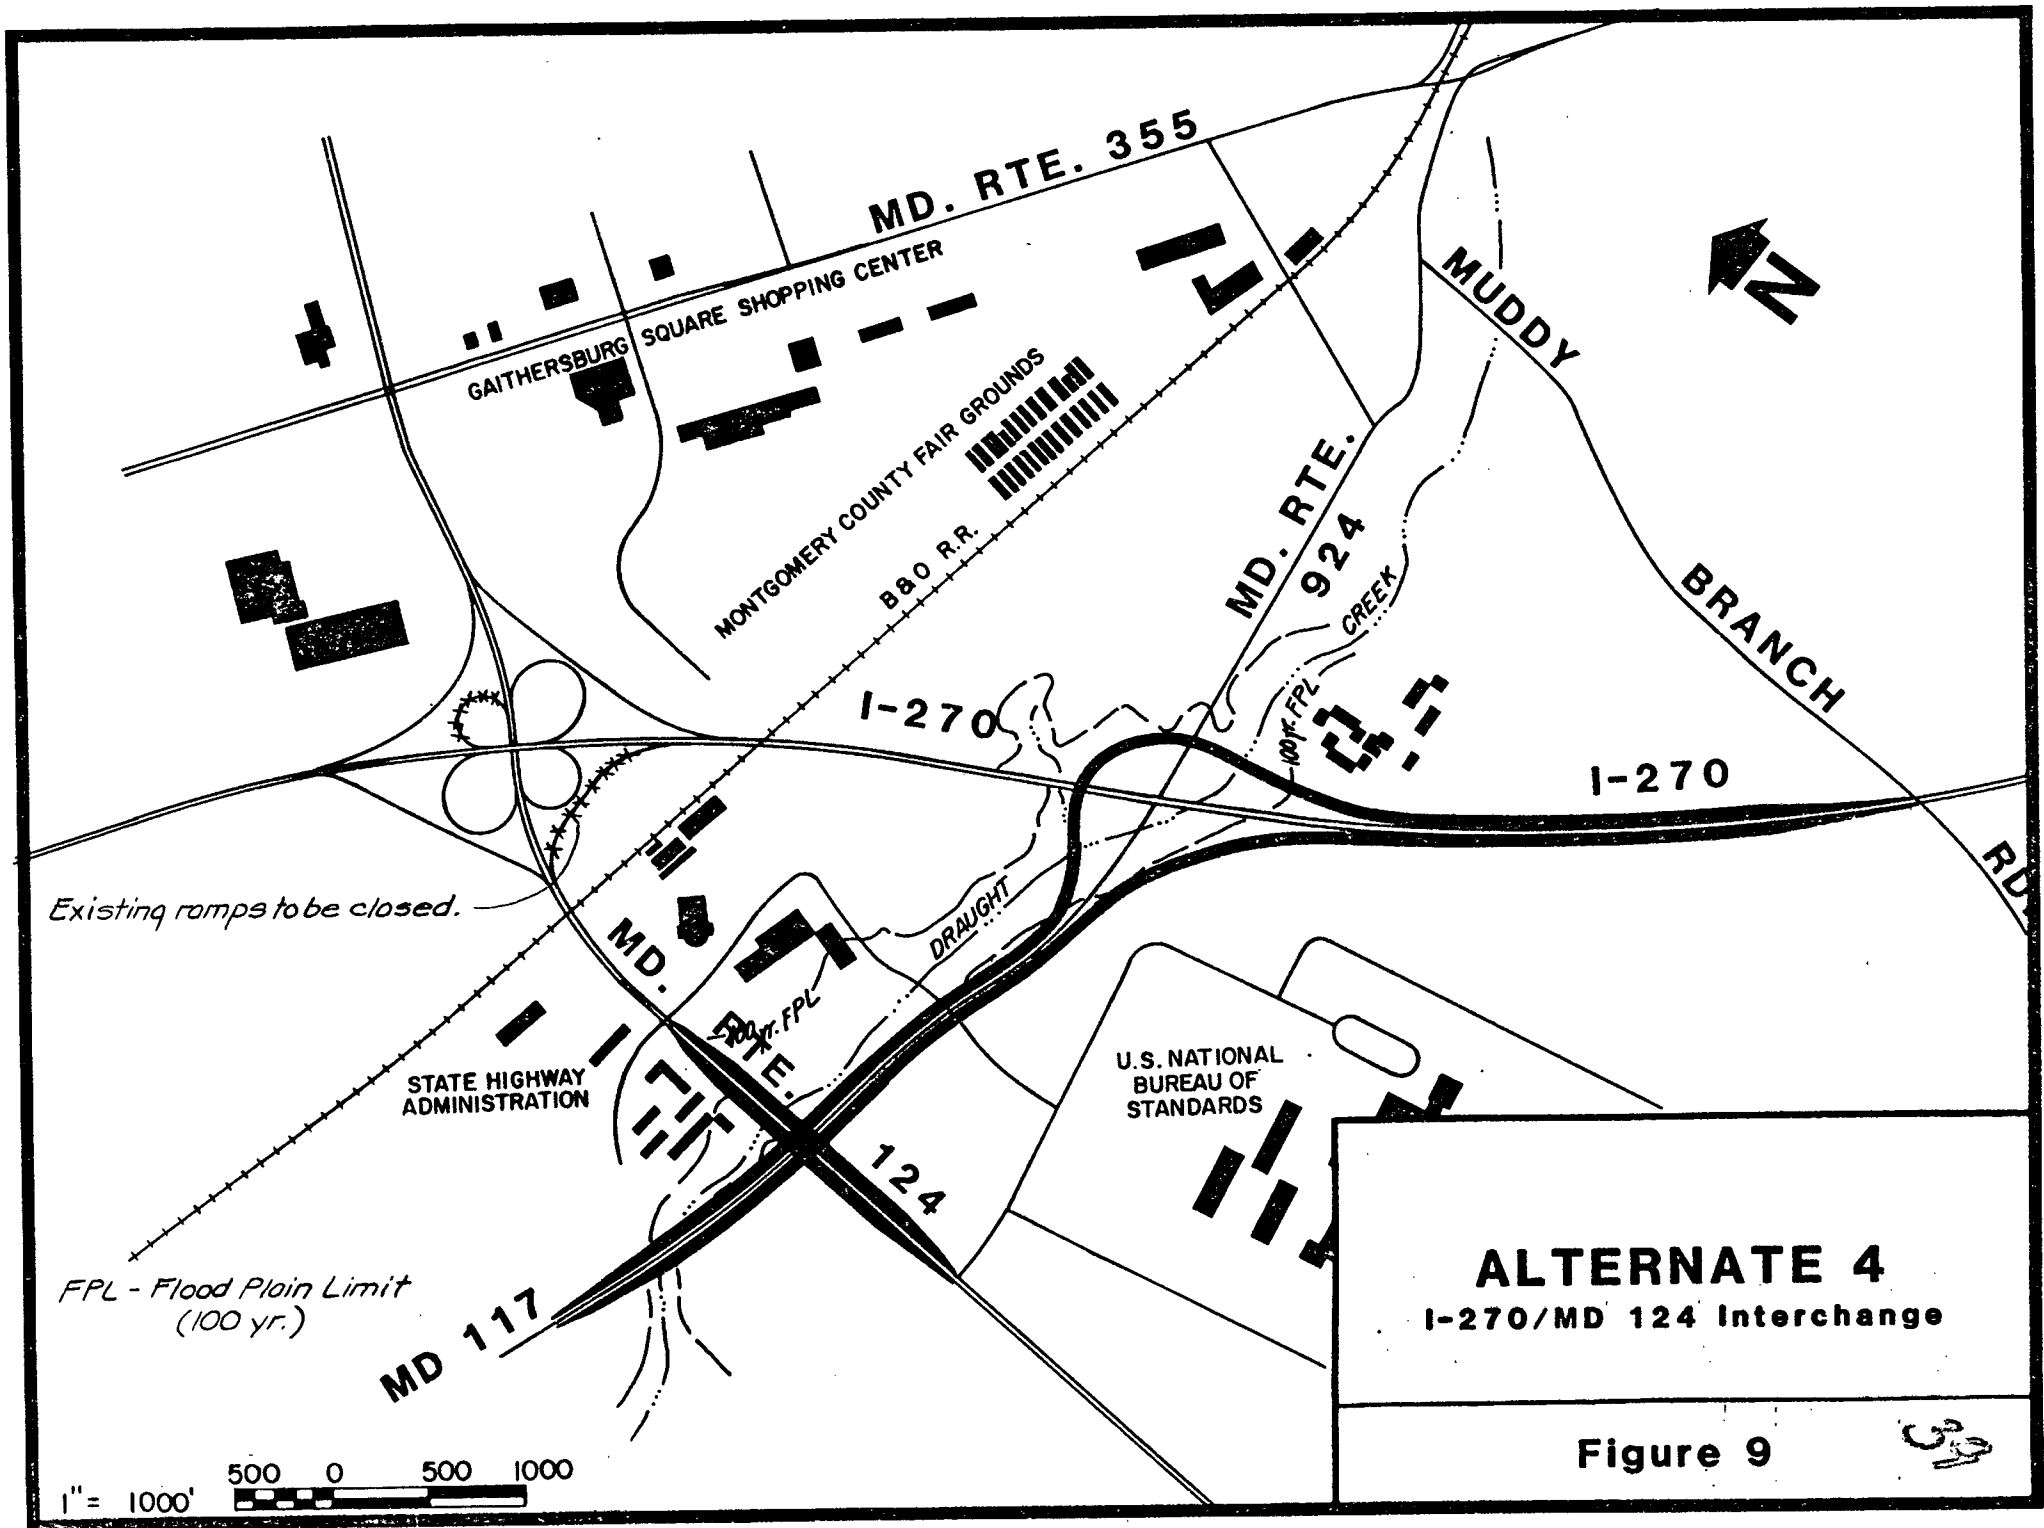 MD. RTE. 355
GAITHERSBURG SQUARE SHOPPING CENTER
MUDDY BRANCH RD.
N
MONTGOMERY COUNTY FAIR GROUNDS
B&O R.R.
MD. RTE. 924
CREEK
100 yr. FPL
I-270
I-270
Existing ramps to be closed.
DRAUGHT
MD. RTE. 124
100 yr. FPL
STATE HIGHWAY
ADMINISTRATION
U.S. NATIONAL
BUREAU OF
STANDARDS
FPL - Flood Plain Limit
(100 yr.)
MD 117
ALTERNATE 4
I-270/MD 124 Interchange
Figure 9
500 0 500 1000
1" = 1000'